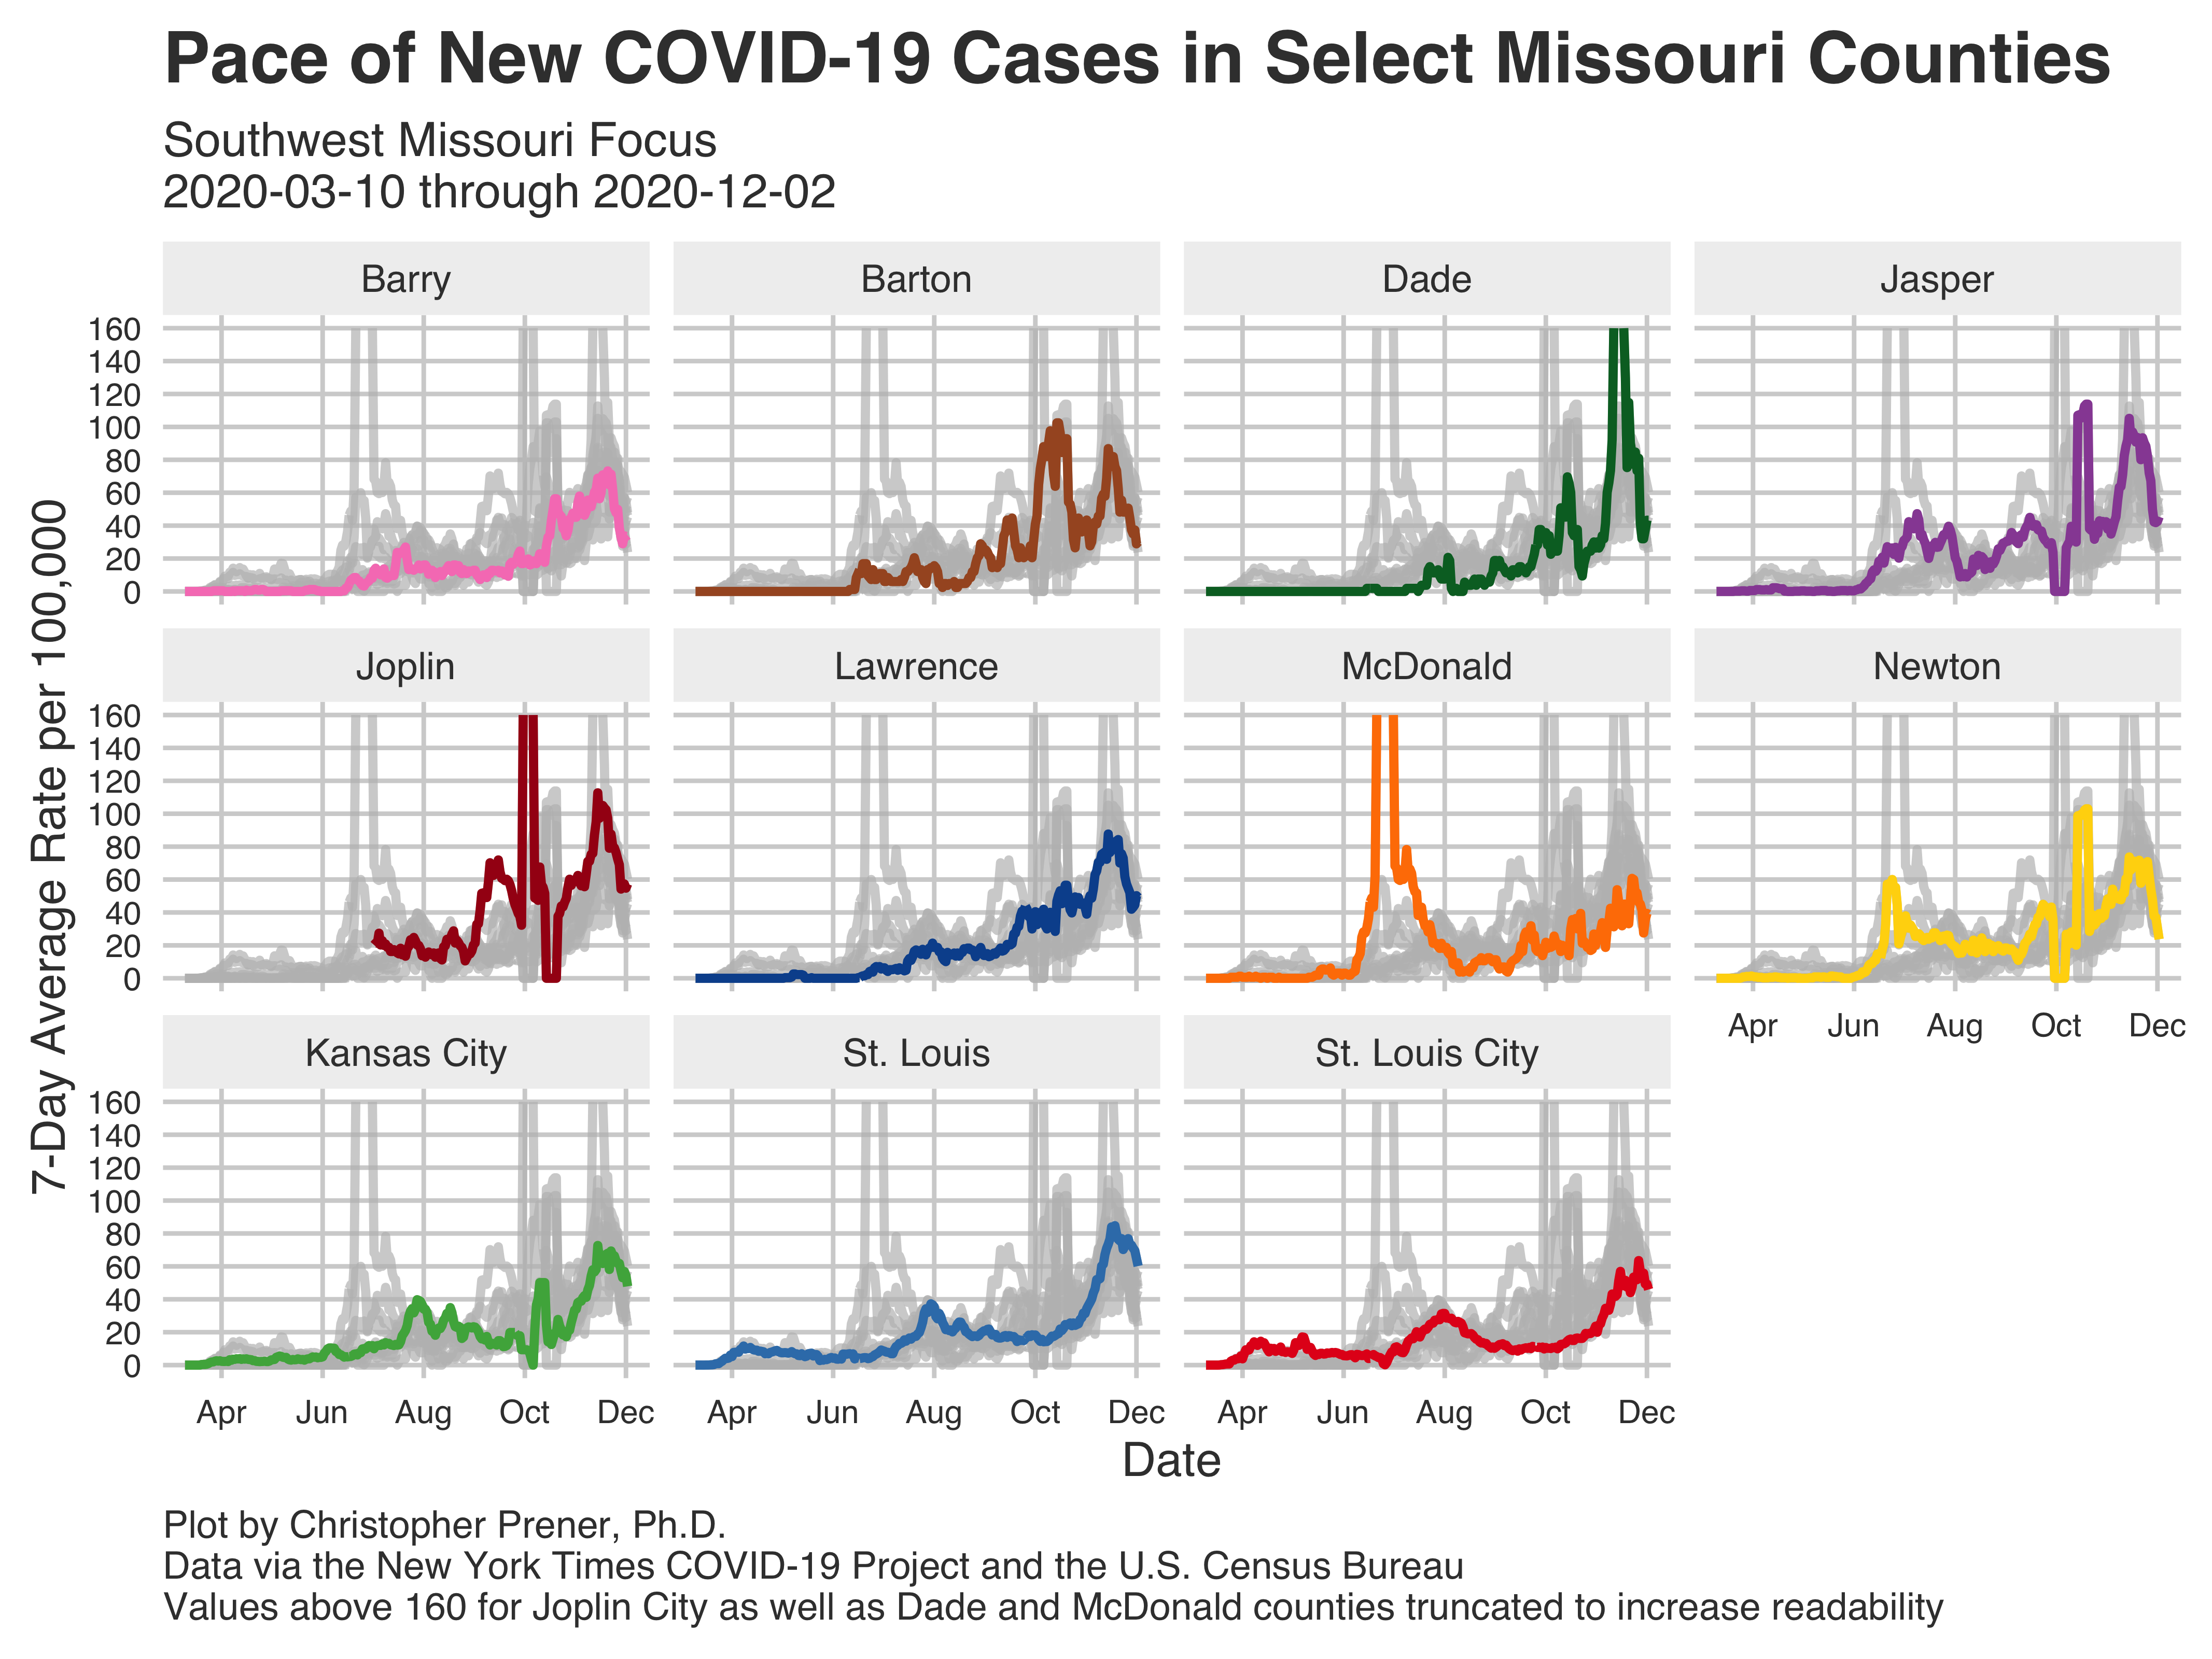 Pace of New COVID-19 Cases in Select Missouri Counties
Southwest Missouri Focus
2020-03-10 through 2020-12-02
7-Day Average Rate per 100,000
Barry
Barton
Dade
Jasper
160
140
120
100
80
60
40
20
0
Joplin
Lawrence
McDonald
Newton
160
140
120
100
80
60
40
20
0
Apr Jun Aug Oct Dec
Kansas City
St. Louis
St. Louis City
160
140
120
100
80
60
40
20
0
Apr Jun Aug Oct Dec
Apr Jun Aug Oct Dec
Apr Jun Aug Oct Dec
Date
Plot by Christopher Prener, Ph.D.
Data via the New York Times COVID-19 Project and the U.S. Census Bureau
Values above 160 for Joplin City as well as Dade and McDonald counties truncated to increase readability